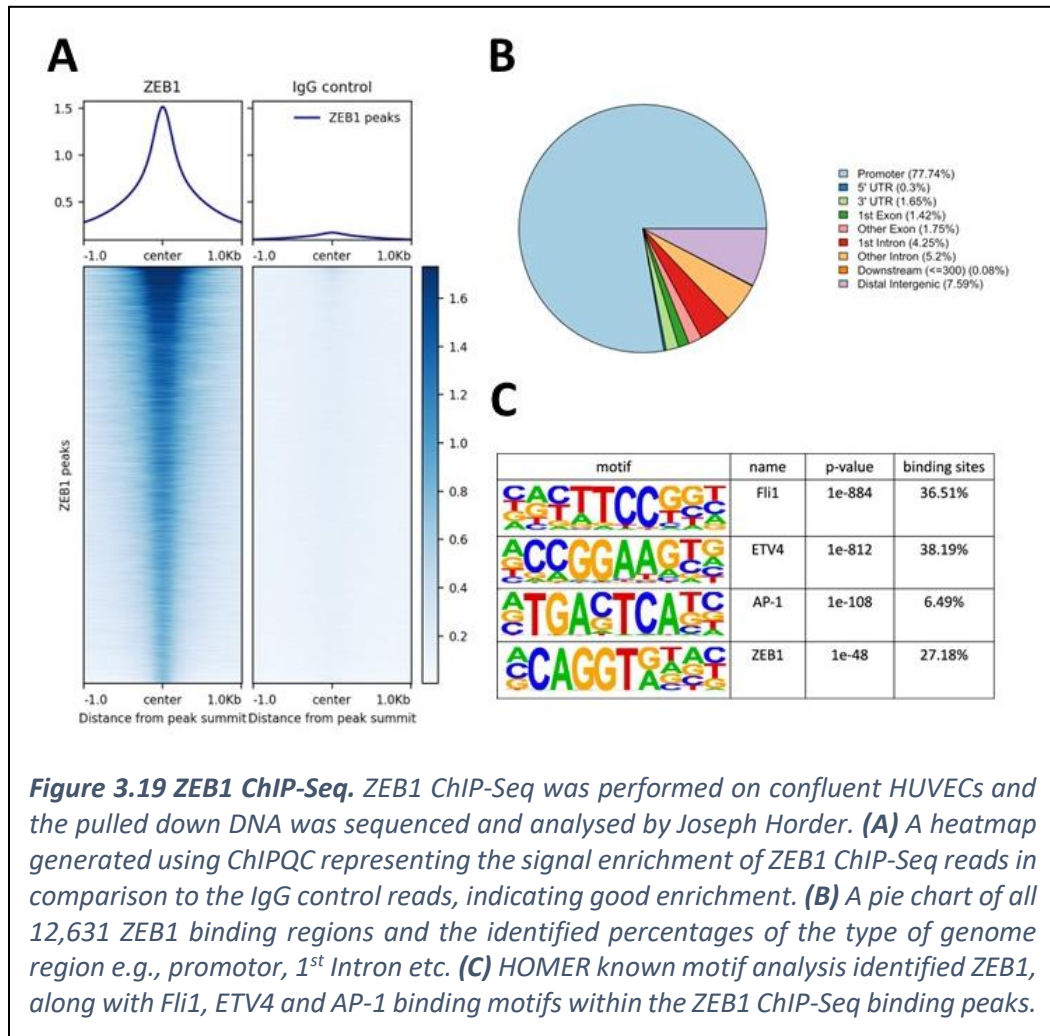 A
ZEB1
IgG control
1.5
1.0
0.5
ZEB1 peaks
-1.0
center
1.0Kb
-1.0
center
1.0Kb
ZEB1 peaks
1.6
1.4
1.2
1.0
0.8
0.6
0.4
0.2
-1.0
center
1.0Kb
-1.0
center
1.0Kb
Distance from peak summit
Distance from peak summit
B
Promoter (77.74%)
5' UTR (0.3%)
3' UTR (1.65%)
1st Exon (1.42%)
Other Exon (1.75%)
1st Intron (4.25%)
Other Intron (5.2%)
Downstream (<=300) (0.08%)
Distal Intergenic (7.59%)
C
motif name p-value binding sites
Fli1 1e-884 36.51%
ETV4 1e-812 38.19%
AP-1 1e-108 6.49%
ZEB1 1e-48 27.18%
Figure 3.19 ZEB1 ChIP-Seq. ZEB1 ChIP-Seq was performed on confluent HUVECs and
the pulled down DNA was sequenced and analysed by Joseph Horder. (A) A heatmap
generated using ChIPQC representing the signal enrichment of ZEB1 ChIP-Seq reads in
comparison to the IgG control reads, indicating good enrichment. (B) A pie chart of all
12,631 ZEB1 binding regions and the identified percentages of the type of genome
region e.g., promotor, 1st Intron etc. (C) HOMER known motif analysis identified ZEB1,
along with Fli1, ETV4 and AP-1 binding motifs within the ZEB1 ChIP-Seq binding peaks.